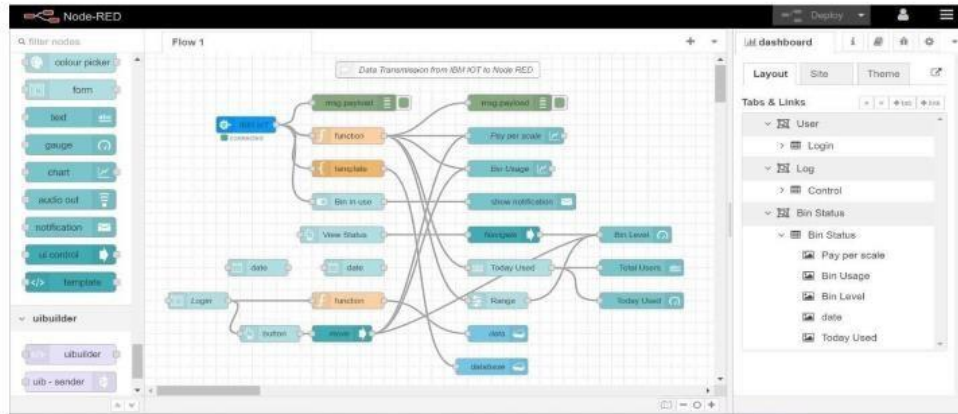 Node-RED
Deploy
filter nodes
colour picker
form
text
gauge
chart
audio out
notification
ui control
template
uibuilder
uibuilder
uib - sender
Flow 1
Data Transmission from IBM IOT to Node RED
msg.payload
msg.payload
IBM IOT
connected
function
Pay per scale
template
Bin Usage
Bin in use
show notification
View Status
Navigate
Bin Level
date
date
Today Used
Total Users
Login
function
Range
Today Used
button
move
data
database
dashboard
i
Layout
Site
Theme
Tabs & Links
User
Login
Log
Control
Bin Status
Bin Status
Pay per scale
Bin Usage
Bin Level
date
Today Used